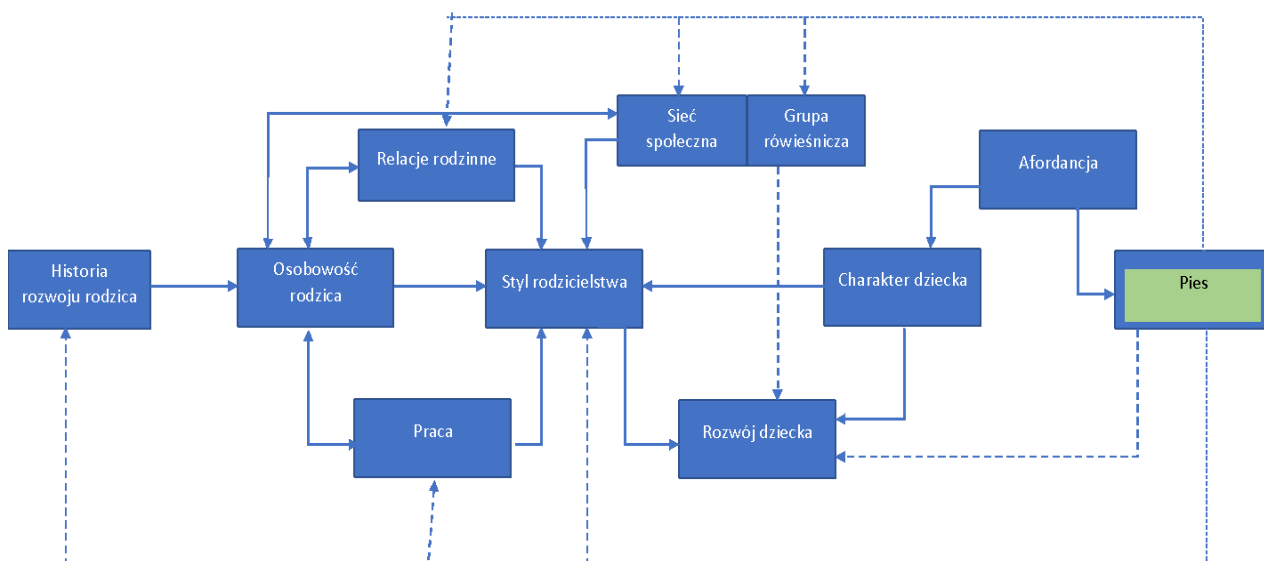 Sieć
społeczna
Grupa
rówieśnicza
Relacje rodzinne
Afordancja
Historia
rozwoju rodzica
Osobowość
rodzica
Styl rodzicielstwa
Charakter dziecka
Pies
Praca
Rozwój dziecka